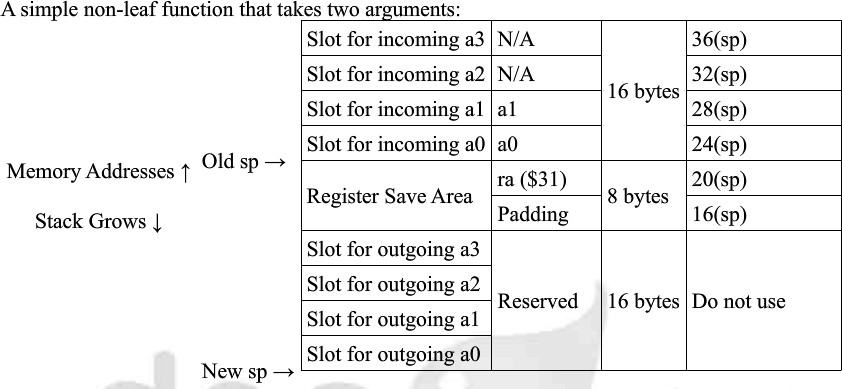 A simple non-leaf function that takes two arguments:
Slot for incoming a3 N/A 36(sp)
Slot for incoming a2 N/A 32(sp)
16 bytes
Slot for incoming a1 a1 28(sp)
Slot for incoming a0 a0 24(sp)
Old sp →
Memory Addresses ↑
Register Save Area ra ($31) 8 bytes 20(sp)
Padding 16(sp)
Stack Grows ↓
Slot for outgoing a3
Slot for outgoing a2
Reserved 16 bytes Do not use
Slot for outgoing a1
Slot for outgoing a0
New sp →